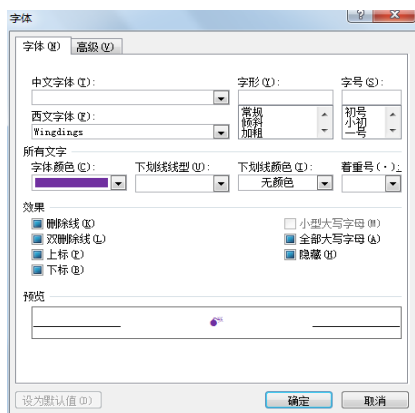 字体
字体(N) 高级(V)
中文字体(T): 字形(Y): 字号(S):
西文字体(F): 常规 初号
倾斜 小初
Wingdings 加粗 一号
所有文字
字体颜色(C): 下划线线型(U): 下划线颜色(I): 着重号(·):
无颜色
效果
删除线(K) 小型大写字母(M)
双删除线(L) 全部大写字母(A)
上标(P) 隐藏(H)
下标(B)
预览
设为默认值(D) 确定 取消